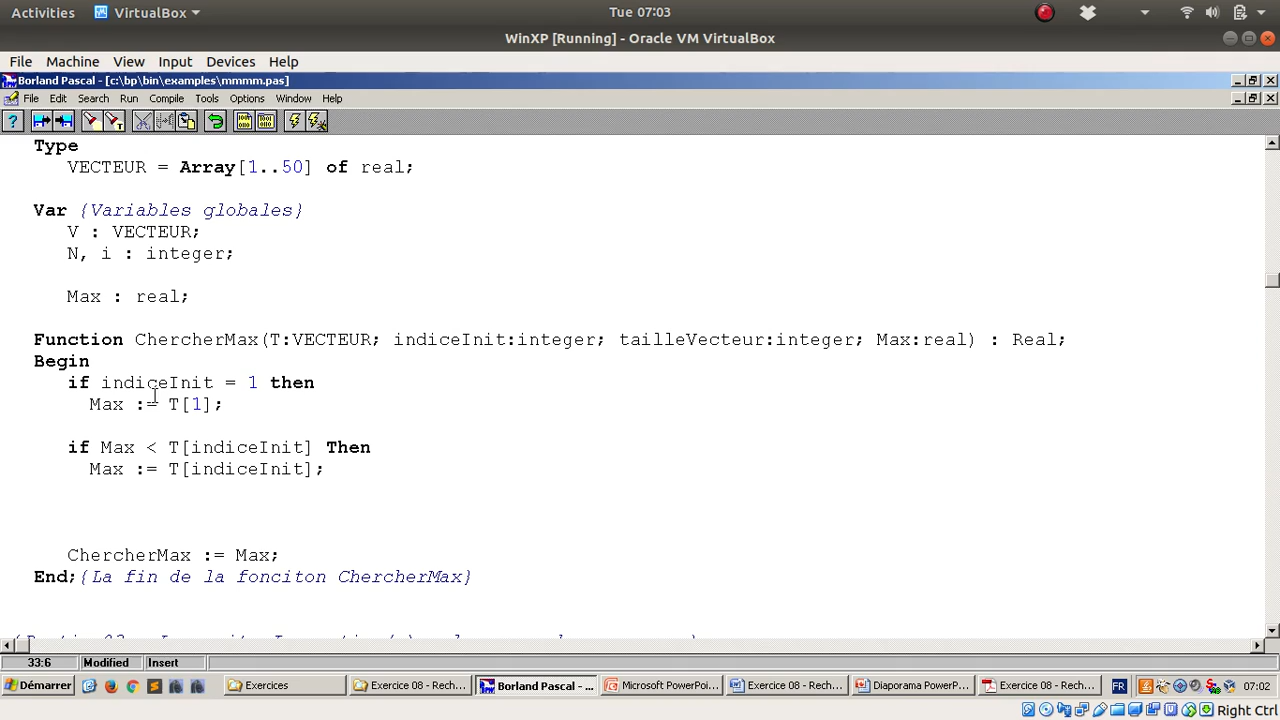 Activities VirtualBox Tue 07:03
WinXP [Running] - Oracle VM VirtualBox
File Machine View Input Devices Help
Borland Pascal - [c:\bp\bin\examples\mmmm.pas]
File Edit Search Run Compile Tools Options Window Help
Type
VECTEUR = Array[1..50] of real;
Var {Variables globales}
V : VECTEUR;
N, i : integer;
Max : real;
Function ChercherMax(T:VECTEUR; indiceInit:integer; tailleVecteur:integer; Max:real) : Real;
Begin
if indiceInit = 1 then
Max := T[1];
if Max < T[indiceInit] Then
Max := T[indiceInit];
ChercherMax := Max;
End;{La fin de la fonciton ChercherMax}
33:6 Modified Insert
Démarrer Exercices Exercice 08 - Rech... Borland Pascal - ... Microsoft PowerPoi... Exercice 08 - Rech... Diaporama PowerP... Exercice 08 - Rech... FR 07:02
Right Ctrl